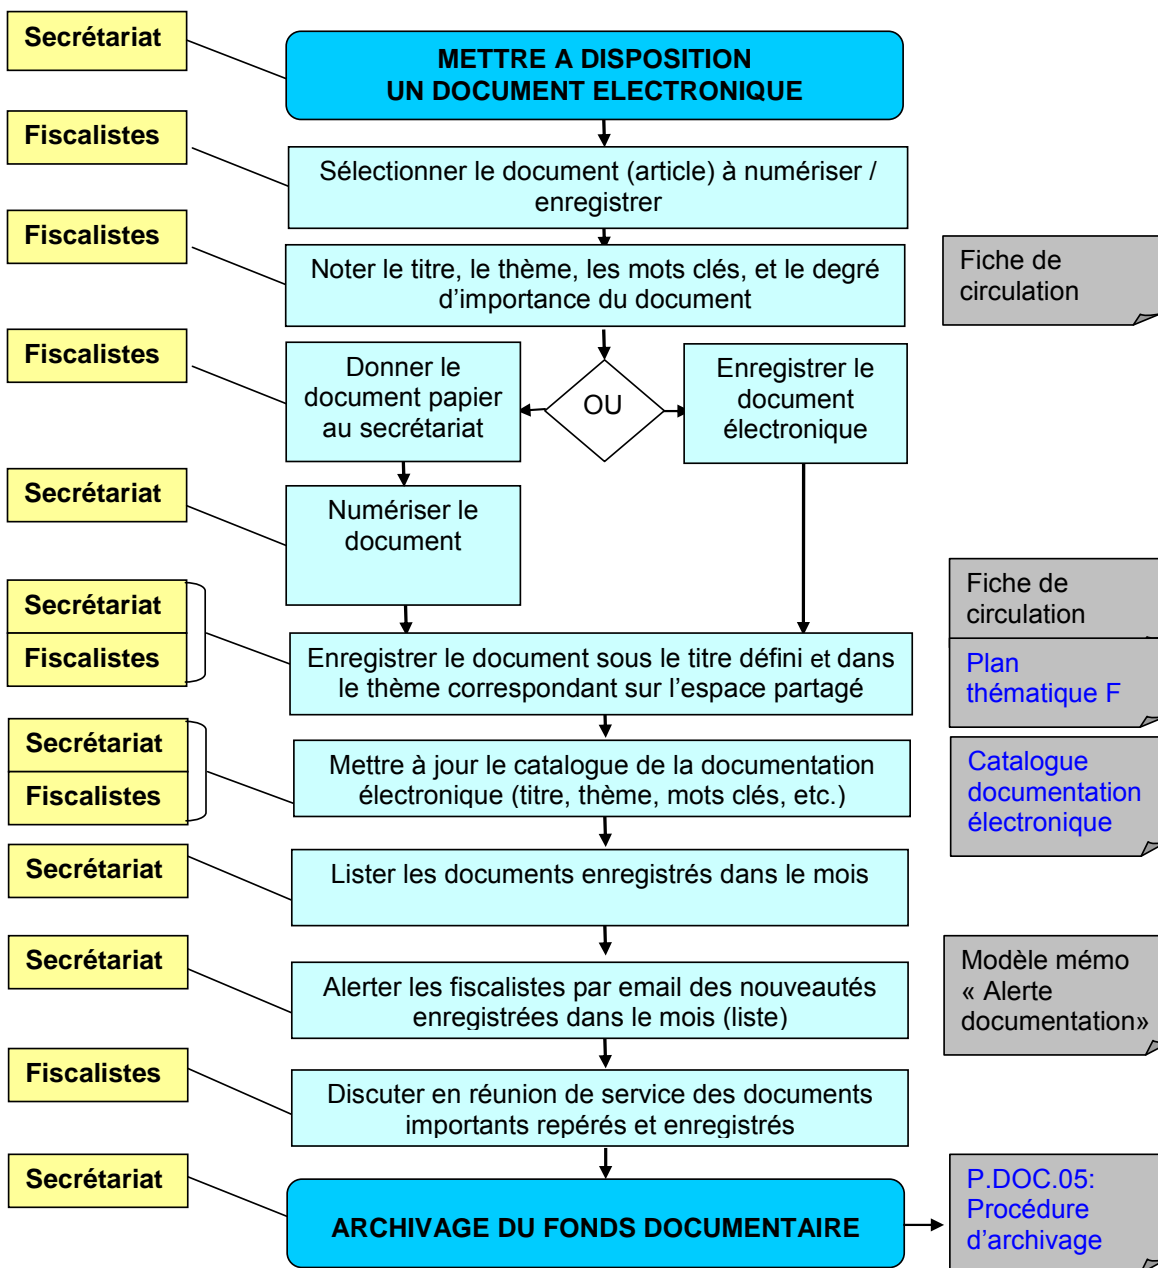 Secrétariat
METTRE A DISPOSITION
UN DOCUMENT ELECTRONIQUE
Fiscalistes
Sélectionner le document (article) à numériser /
enregistrer
Fiscalistes
Noter le titre, le thème, les mots clés, et le degré
d’importance du document
Fiche de
circulation
Fiscalistes
Donner le
document papier
au secrétariat
OU
Enregistrer le
document
électronique
Secrétariat
Numériser le
document
Secrétariat
Fiscalistes
Enregistrer le document sous le titre défini et dans
le thème correspondant sur l’espace partagé
Fiche de
circulation
Plan
thématique F
Secrétariat
Fiscalistes
Mettre à jour le catalogue de la documentation
électronique (titre, thème, mots clés, etc.)
Catalogue
documentation
électronique
Secrétariat
Lister les documents enregistrés dans le mois
Secrétariat
Alerter les fiscalistes par email des nouveautés
enregistrées dans le mois (liste)
Modèle mémo
« Alerte
documentation»
Fiscalistes
Discuter en réunion de service des documents
importants repérés et enregistrés
Secrétariat
ARCHIVAGE DU FONDS DOCUMENTAIRE
P.DOC.05:
Procédure
d’archivage